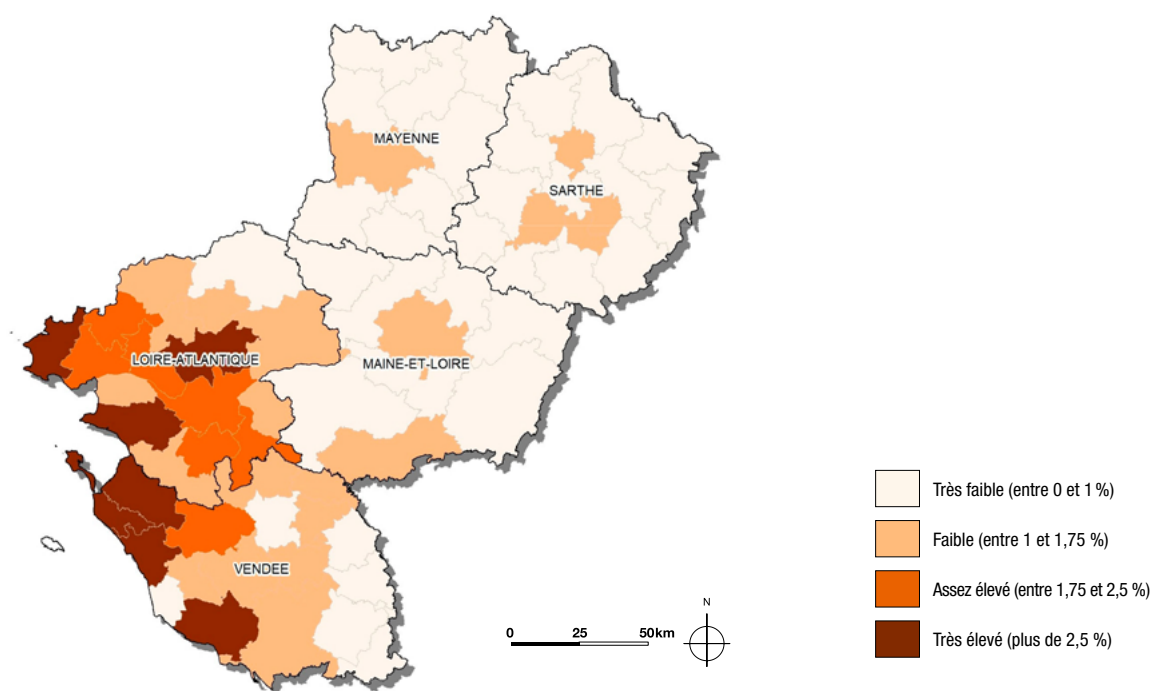 MAYENNE
SARTHE
LOIRE-ATLANTIQUE
MAINE-ET-LOIRE
VENDEE
0 25 50km
N
Très faible (entre 0 et 1 %)
Faible (entre 1 et 1,75 %)
Assez élevé (entre 1,75 et 2,5 %)
Très élevé (plus de 2,5 %)